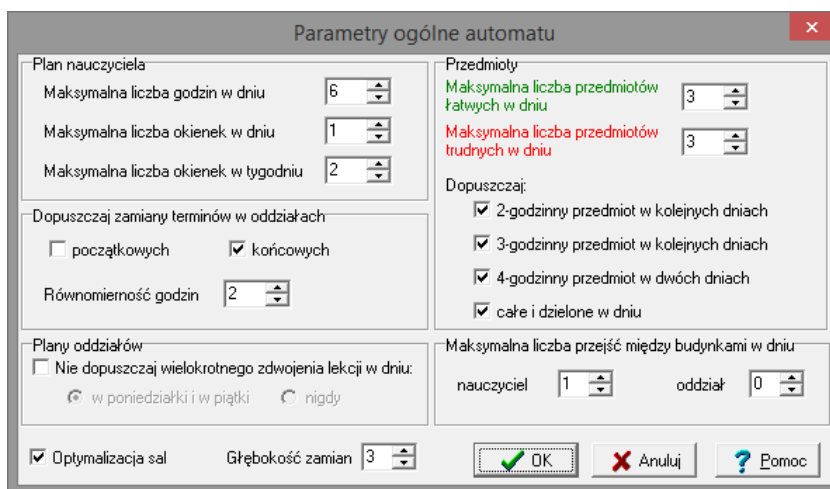 Parametry ogólne automatu
Plan nauczyciela
Maksymalna liczba godzin w dniu 6
Maksymalna liczba okienek w dniu 1
Maksymalna liczba okienek w tygodniu 2
Dopuszczaj zamiany terminów w oddziałach
początkowych końcowych
Równomierność godzin 2
Plany oddziałów
Nie dopuszczaj wielokrotnego zdwojenia lekcji w dniu:
w poniedziałki i w piątki nigdy
Przedmioty
Maksymalna liczba przedmiotów
łatwych w dniu 3
Maksymalna liczba przedmiotów
trudnych w dniu 3
Dopuszczaj:
2-godzinny przedmiot w kolejnych dniach
3-godzinny przedmiot w kolejnych dniach
4-godzinny przedmiot w dwóch dniach
całe i dzielone w dniu
Maksymalna liczba przejść między budynkami w dniu
nauczyciel 1 oddział 0
Optymalizacja sal Głębokość zamian 3 OK Anuluj Pomoc